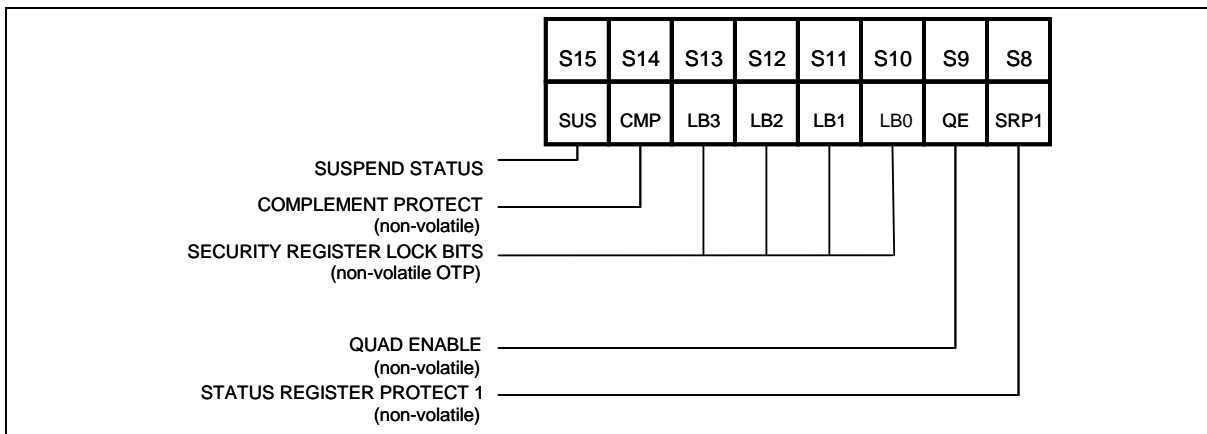 S15 S14 S13 S12 S11 S10 S9 S8
SUS CMP LB3 LB2 LB1 LB0 QE SRP1
SUSPEND STATUS
COMPLEMENT PROTECT
(non-volatile)
SECURITY REGISTER LOCK BITS
(non-volatile OTP)
QUAD ENABLE
(non-volatile)
STATUS REGISTER PROTECT 1
(non-volatile)